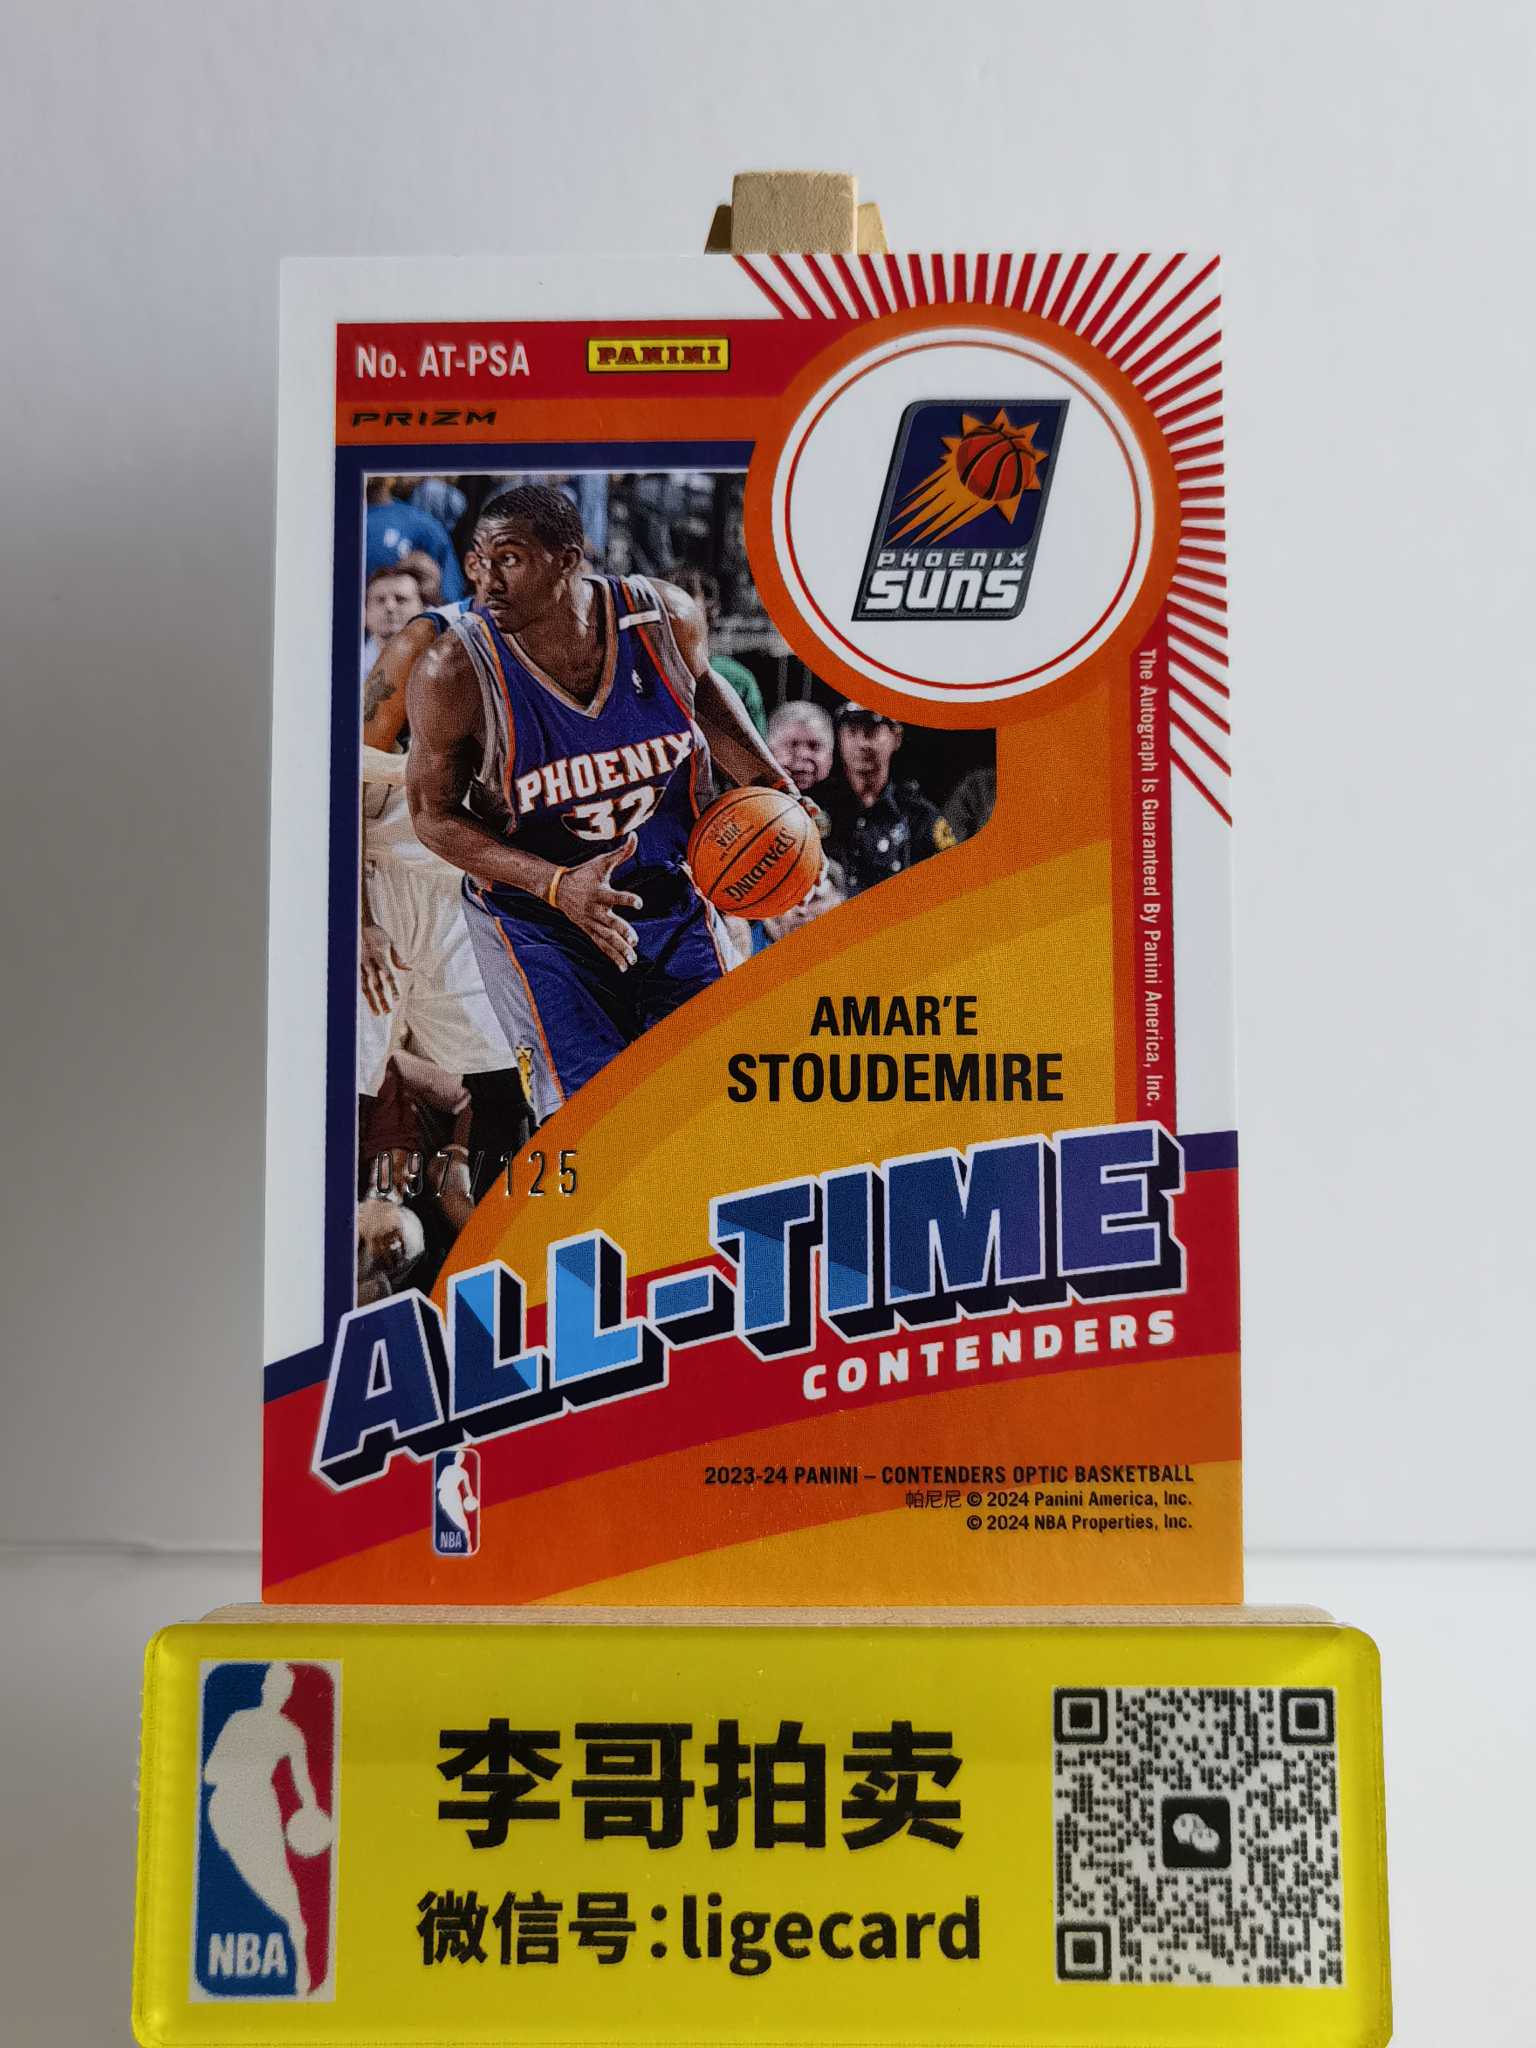 No. AT-PSA
PANINI
PRIZM
PHOENIX
SUNS
PHOENIX
32
SPALDING
NBA
The Autograph Is Guaranteed By Panini America, Inc.
AMAR'E
STOUDEMIRE
097/125
ALL-TIME
CONTENDERS
NBA
2023-24 PANINI – CONTENDERS OPTIC BASKETBALL
帕尼尼 © 2024 Panini America, Inc.
© 2024 NBA Properties, Inc.
NBA
李哥拍卖
微信号:ligecard